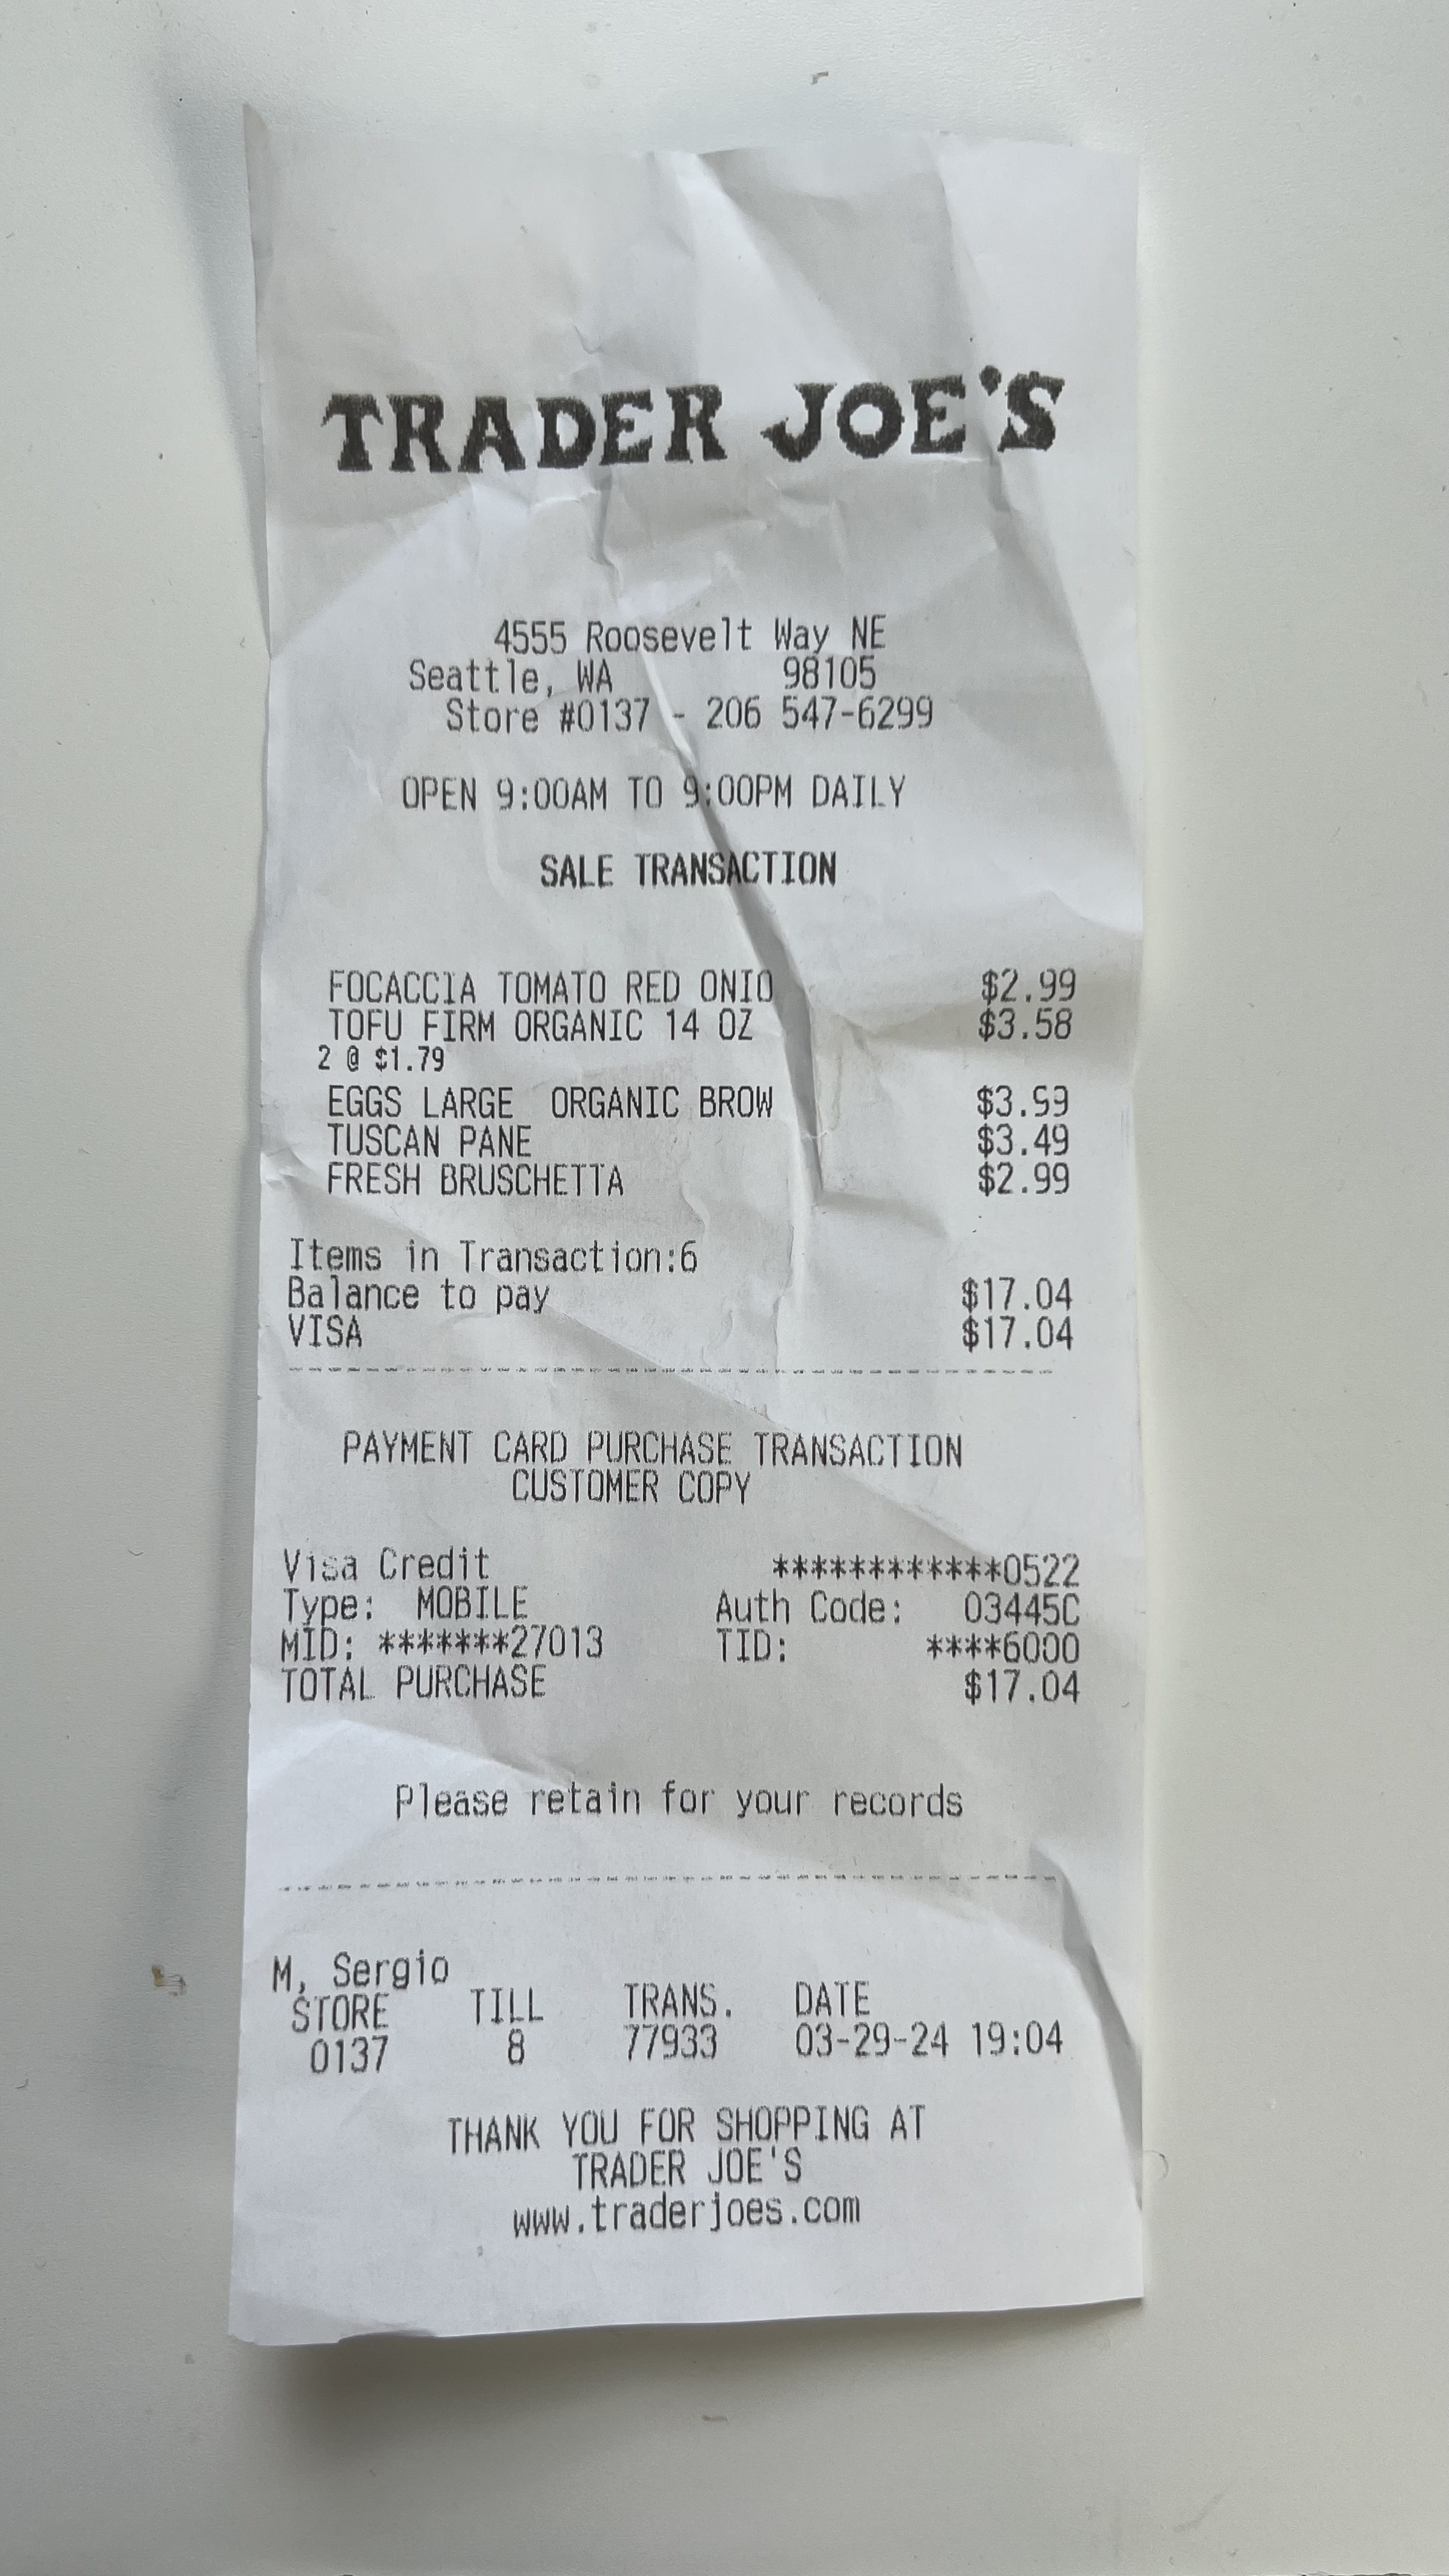 TRADER JOE'S
4555 Roosevelt Way NE
Seattle, WA 98105
Store #0137 - 206 547-6299
OPEN 9:00AM TO 9:00PM DAILY
SALE TRANSACTION
FOCACCIA TOMATO RED ONIO $2.99
TOFU FIRM ORGANIC 14 OZ $3.58
2 @ $1.79
EGGS LARGE ORGANIC BROW $3.99
TUSCAN PANE $3.49
FRESH BRUSCHETTA $2.99
Items in Transaction:6
Balance to pay $17.04
VISA $17.04
PAYMENT CARD PURCHASE TRANSACTION
CUSTOMER COPY
Visa Credit ************0522
Type: MOBILE Auth Code: 03445C
MID: *******27013 TID: ****6000
TOTAL PURCHASE $17.04
Please retain for your records
M, Sergio
STORE TILL TRANS. DATE
0137 8 77933 03-29-24 19:04
THANK YOU FOR SHOPPING AT
TRADER JOE'S
www.traderjoes.com